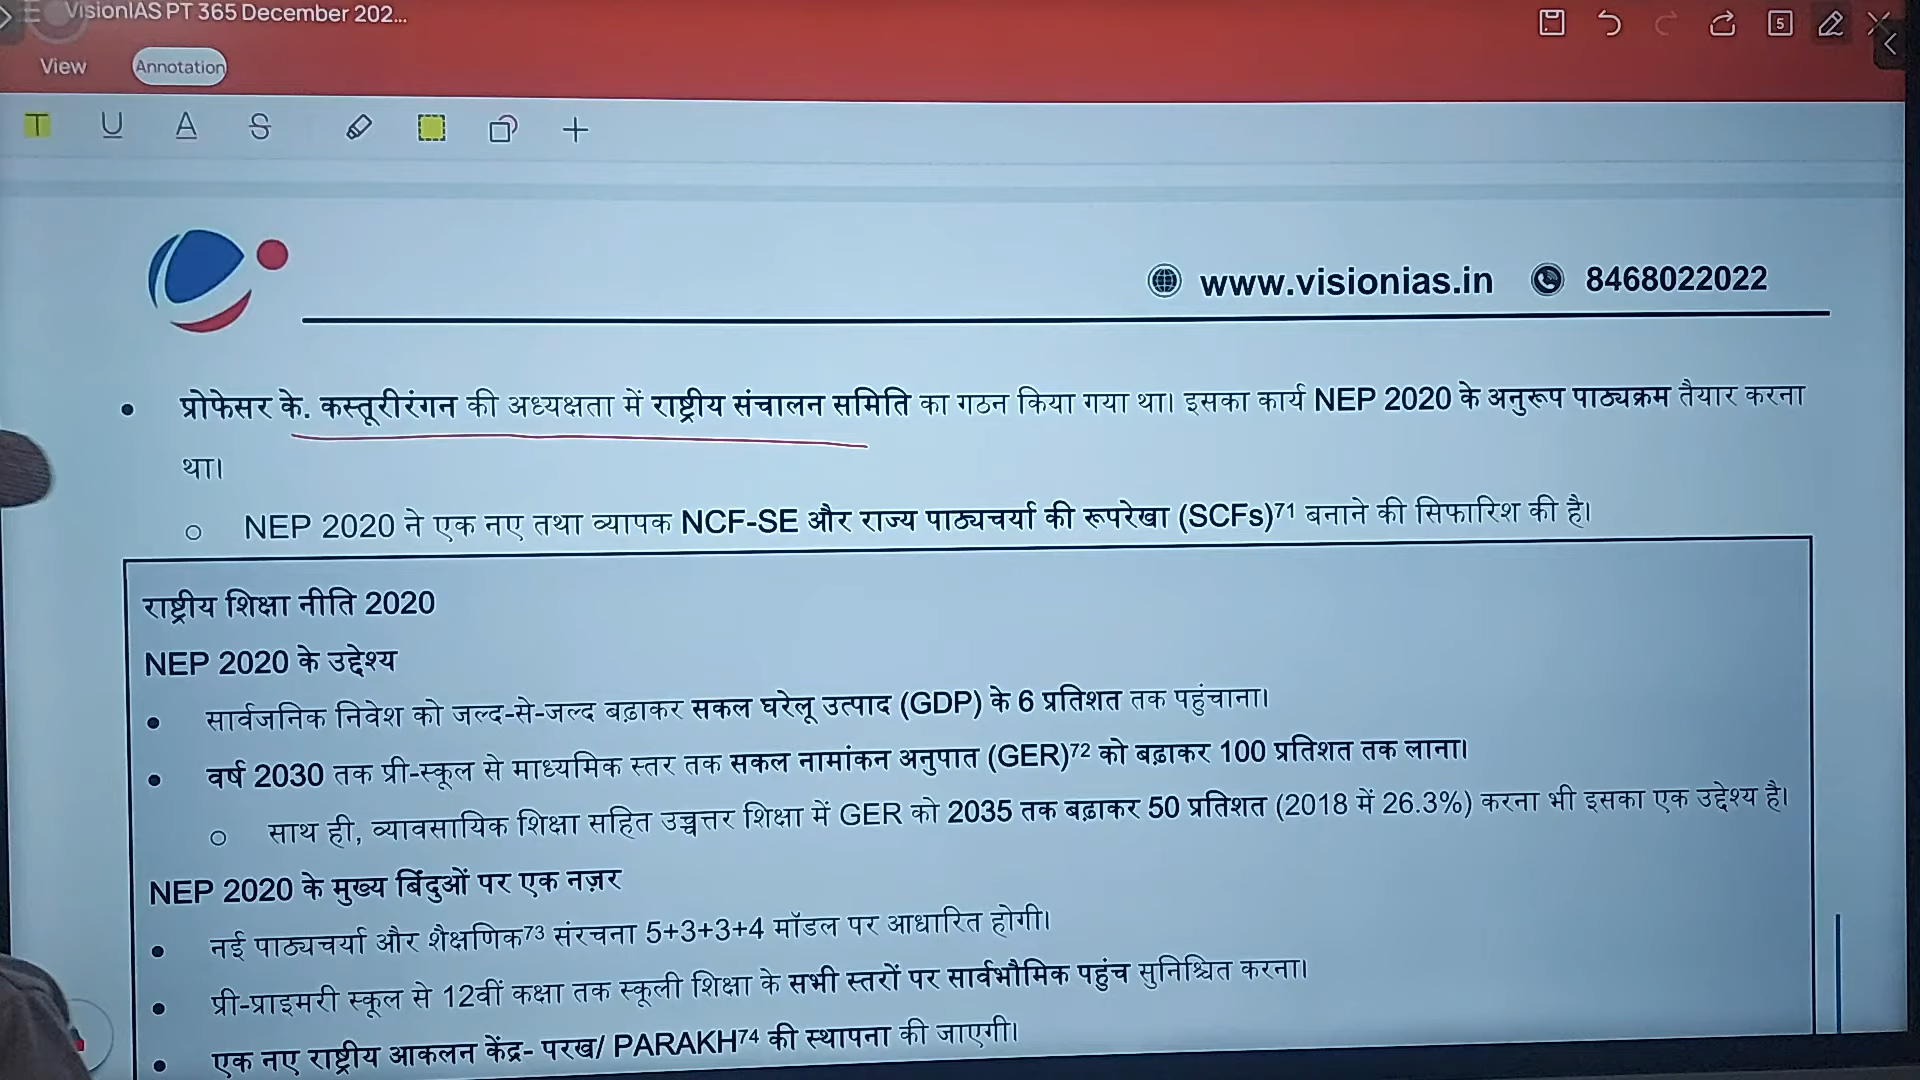 VisionIAS PT 365 December 202...
5
View
Annotation
T U A S
www.visionias.in 8468022022
• प्रोफेसर के. कस्तूरीरंगन की अध्यक्षता में राष्ट्रीय संचालन समिति का गठन किया गया था। इसका कार्य NEP 2020 के अनुरूप पाठ्यक्रम तैयार करना
था।
○ NEP 2020 ने एक नए तथा व्यापक NCF-SE और राज्य पाठ्यचर्या की रूपरेखा (SCFs)71 बनाने की सिफारिश की है।
राष्ट्रीय शिक्षा नीति 2020
NEP 2020 के उद्देश्य
• सार्वजनिक निवेश को जल्द-से-जल्द बढ़ाकर सकल घरेलू उत्पाद (GDP) के 6 प्रतिशत तक पहुंचाना।
• वर्ष 2030 तक प्री-स्कूल से माध्यमिक स्तर तक सकल नामांकन अनुपात (GER)72 को बढ़ाकर 100 प्रतिशत तक लाना।
○ साथ ही, व्यावसायिक शिक्षा सहित उच्चत्तर शिक्षा में GER को 2035 तक बढ़ाकर 50 प्रतिशत (2018 में 26.3%) करना भी इसका एक उद्देश्य है।
NEP 2020 के मुख्य बिंदुओं पर एक नज़र
• नई पाठ्यचर्या और शैक्षणिक73 संरचना 5+3+3+4 मॉडल पर आधारित होगी।
• प्री-प्राइमरी स्कूल से 12वीं कक्षा तक स्कूली शिक्षा के सभी स्तरों पर सार्वभौमिक पहुंच सुनिश्चित करना।
• एक नए राष्ट्रीय आकलन केंद्र- परख/ PARAKH74 की स्थापना की जाएगी।